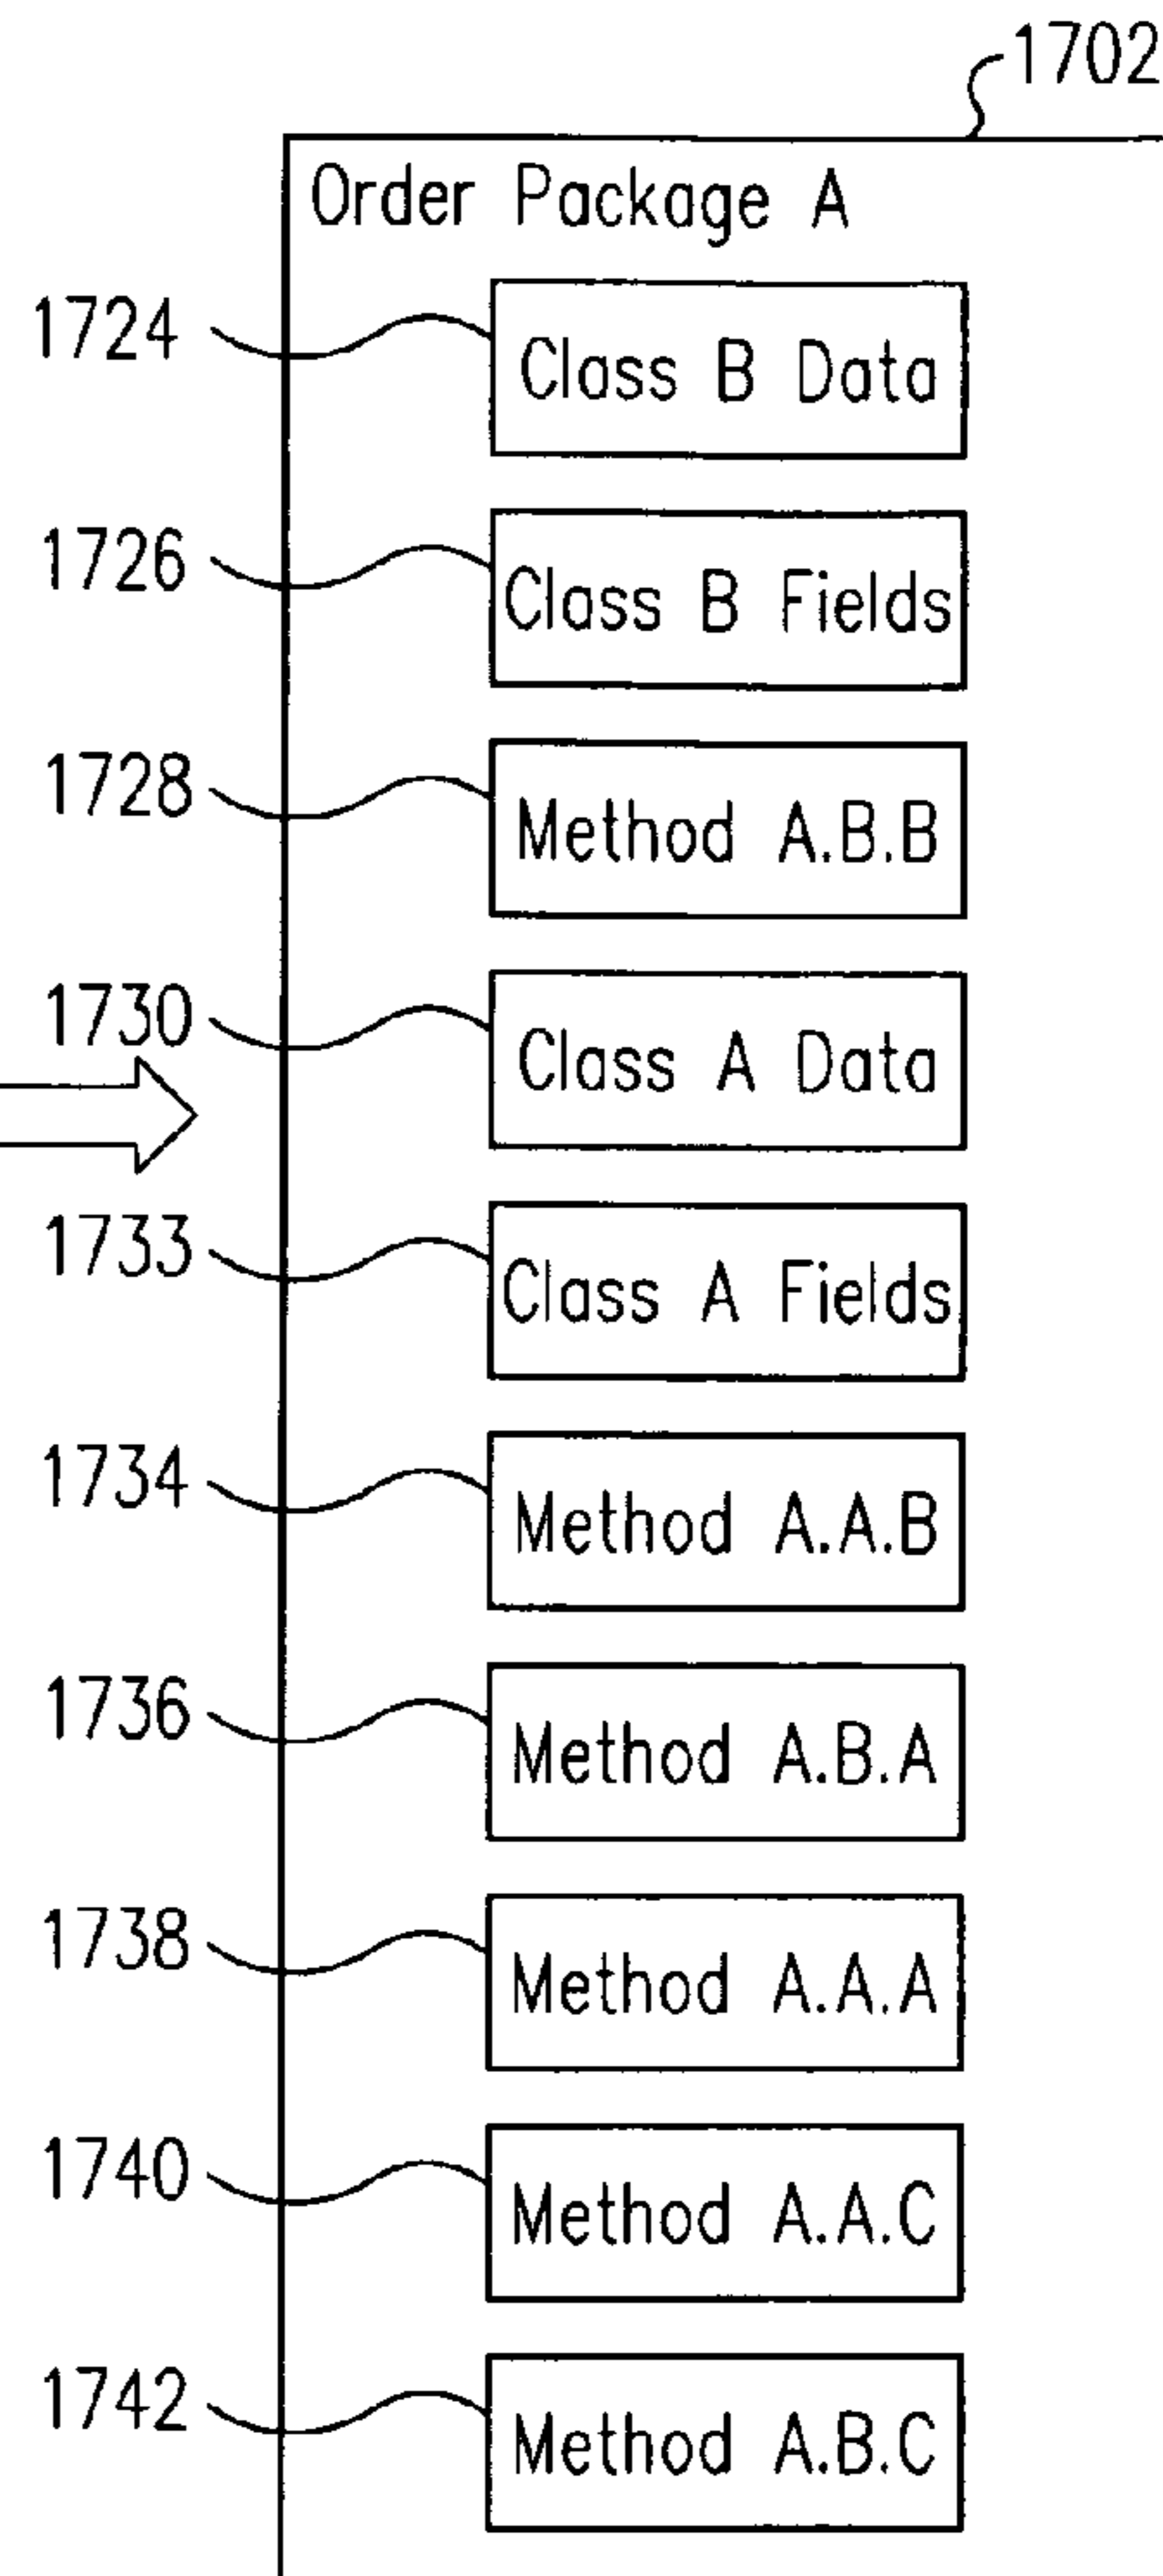 1702
Order Package A
1724
Class B Data
1726
Class B Fields
1728
Method A.B.B
1730
Class A Data
1733
Class A Fields
1734
Method A.A.B
1736
Method A.B.A
1738
Method A.A.A
1740
Method A.A.C
1742
Method A.B.C